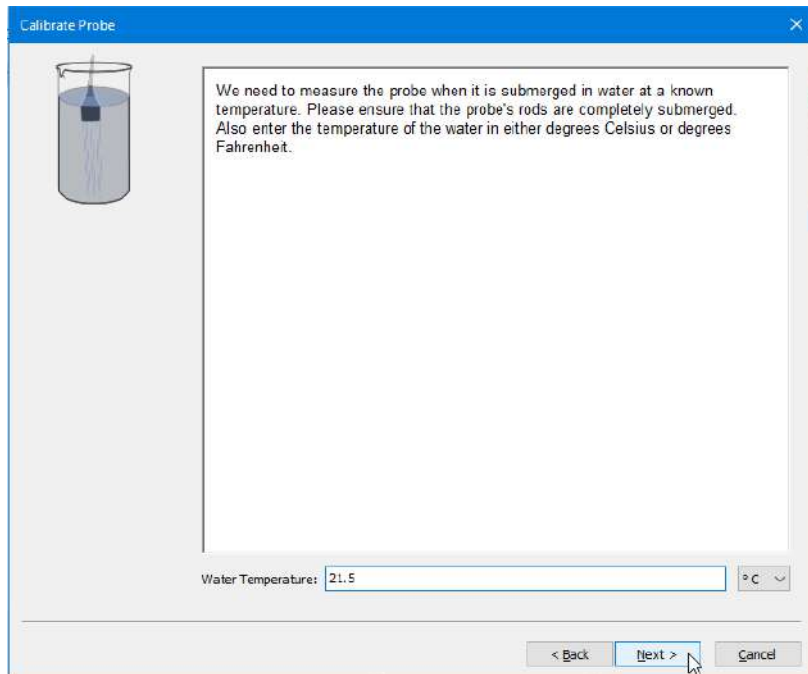 Calibrate Probe
We need to measure the probe when it is submerged in water at a known
temperature. Please ensure that the probe's rods are completely submerged.
Also enter the temperature of the water in either degrees Celsius or degrees
Fahrenheit.
Water Temperature: 21.5 °C
< Back Next > Cancel